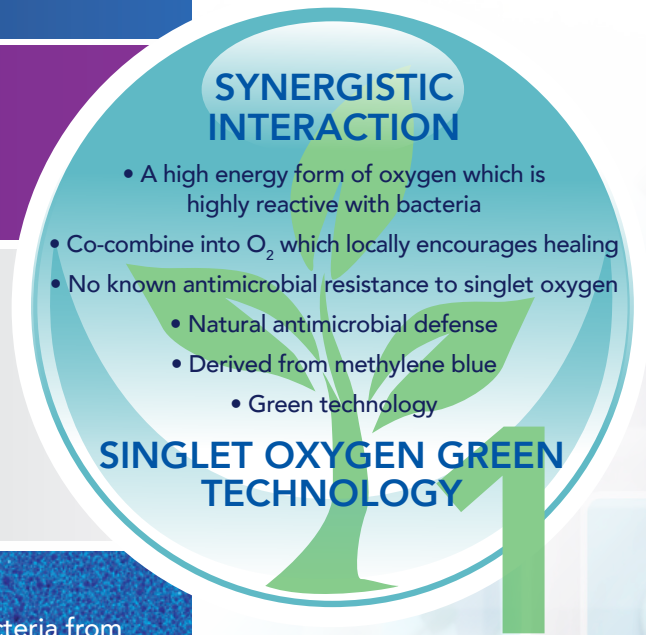 SYNERGISTIC
INTERACTION
• A high energy form of oxygen which is
highly reactive with bacteria
• Co-combine into O₂ which locally encourages healing
• No known antimicrobial resistance to singlet oxygen
• Natural antimicrobial defense
• Derived from methylene blue
• Green technology
SINGLET OXYGEN GREEN
TECHNOLOGY
1
from